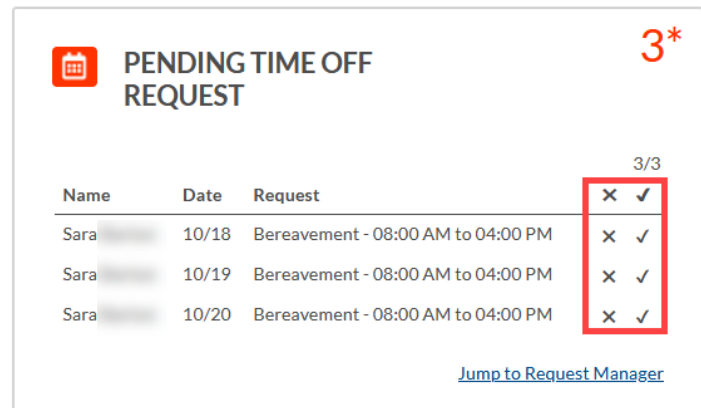 3*
PENDING TIME OFF
REQUEST
3/3
Name Date Request × ✓
Sara 10/18 Bereavement - 08:00 AM to 04:00 PM × ✓
Sara 10/19 Bereavement - 08:00 AM to 04:00 PM × ✓
Sara 10/20 Bereavement - 08:00 AM to 04:00 PM × ✓
Jump to Request Manager